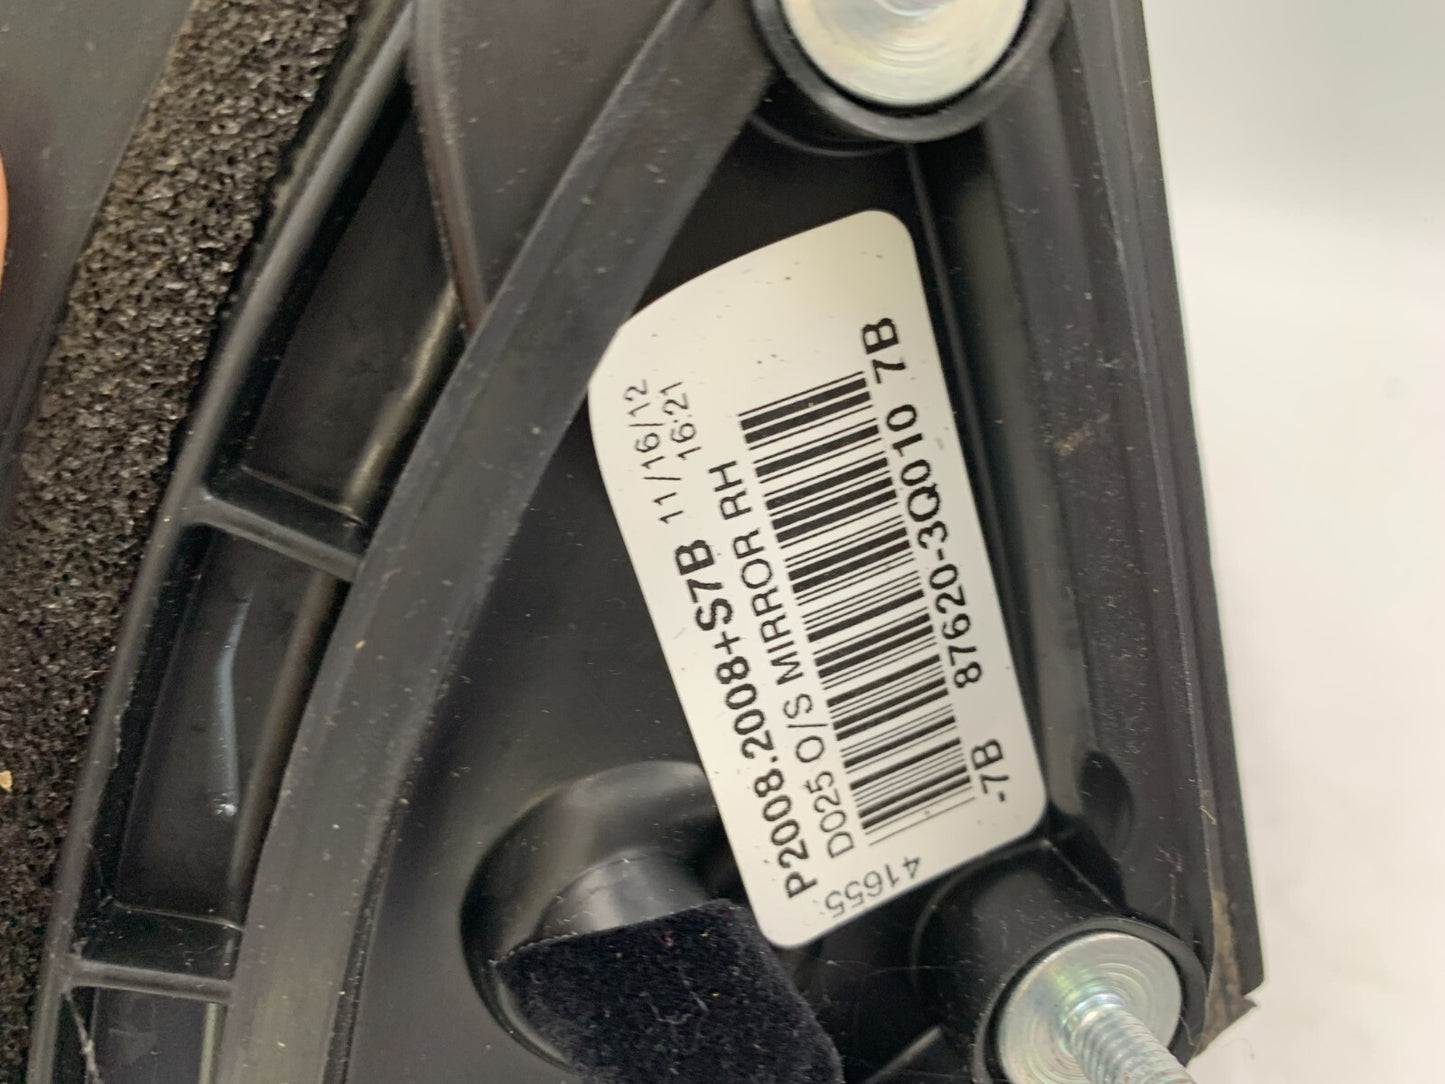 P2008.2008+S7B 11/16/12
16:21
D025 O/S MIRROR RH
87620-3Q010 7B
-7B
41655